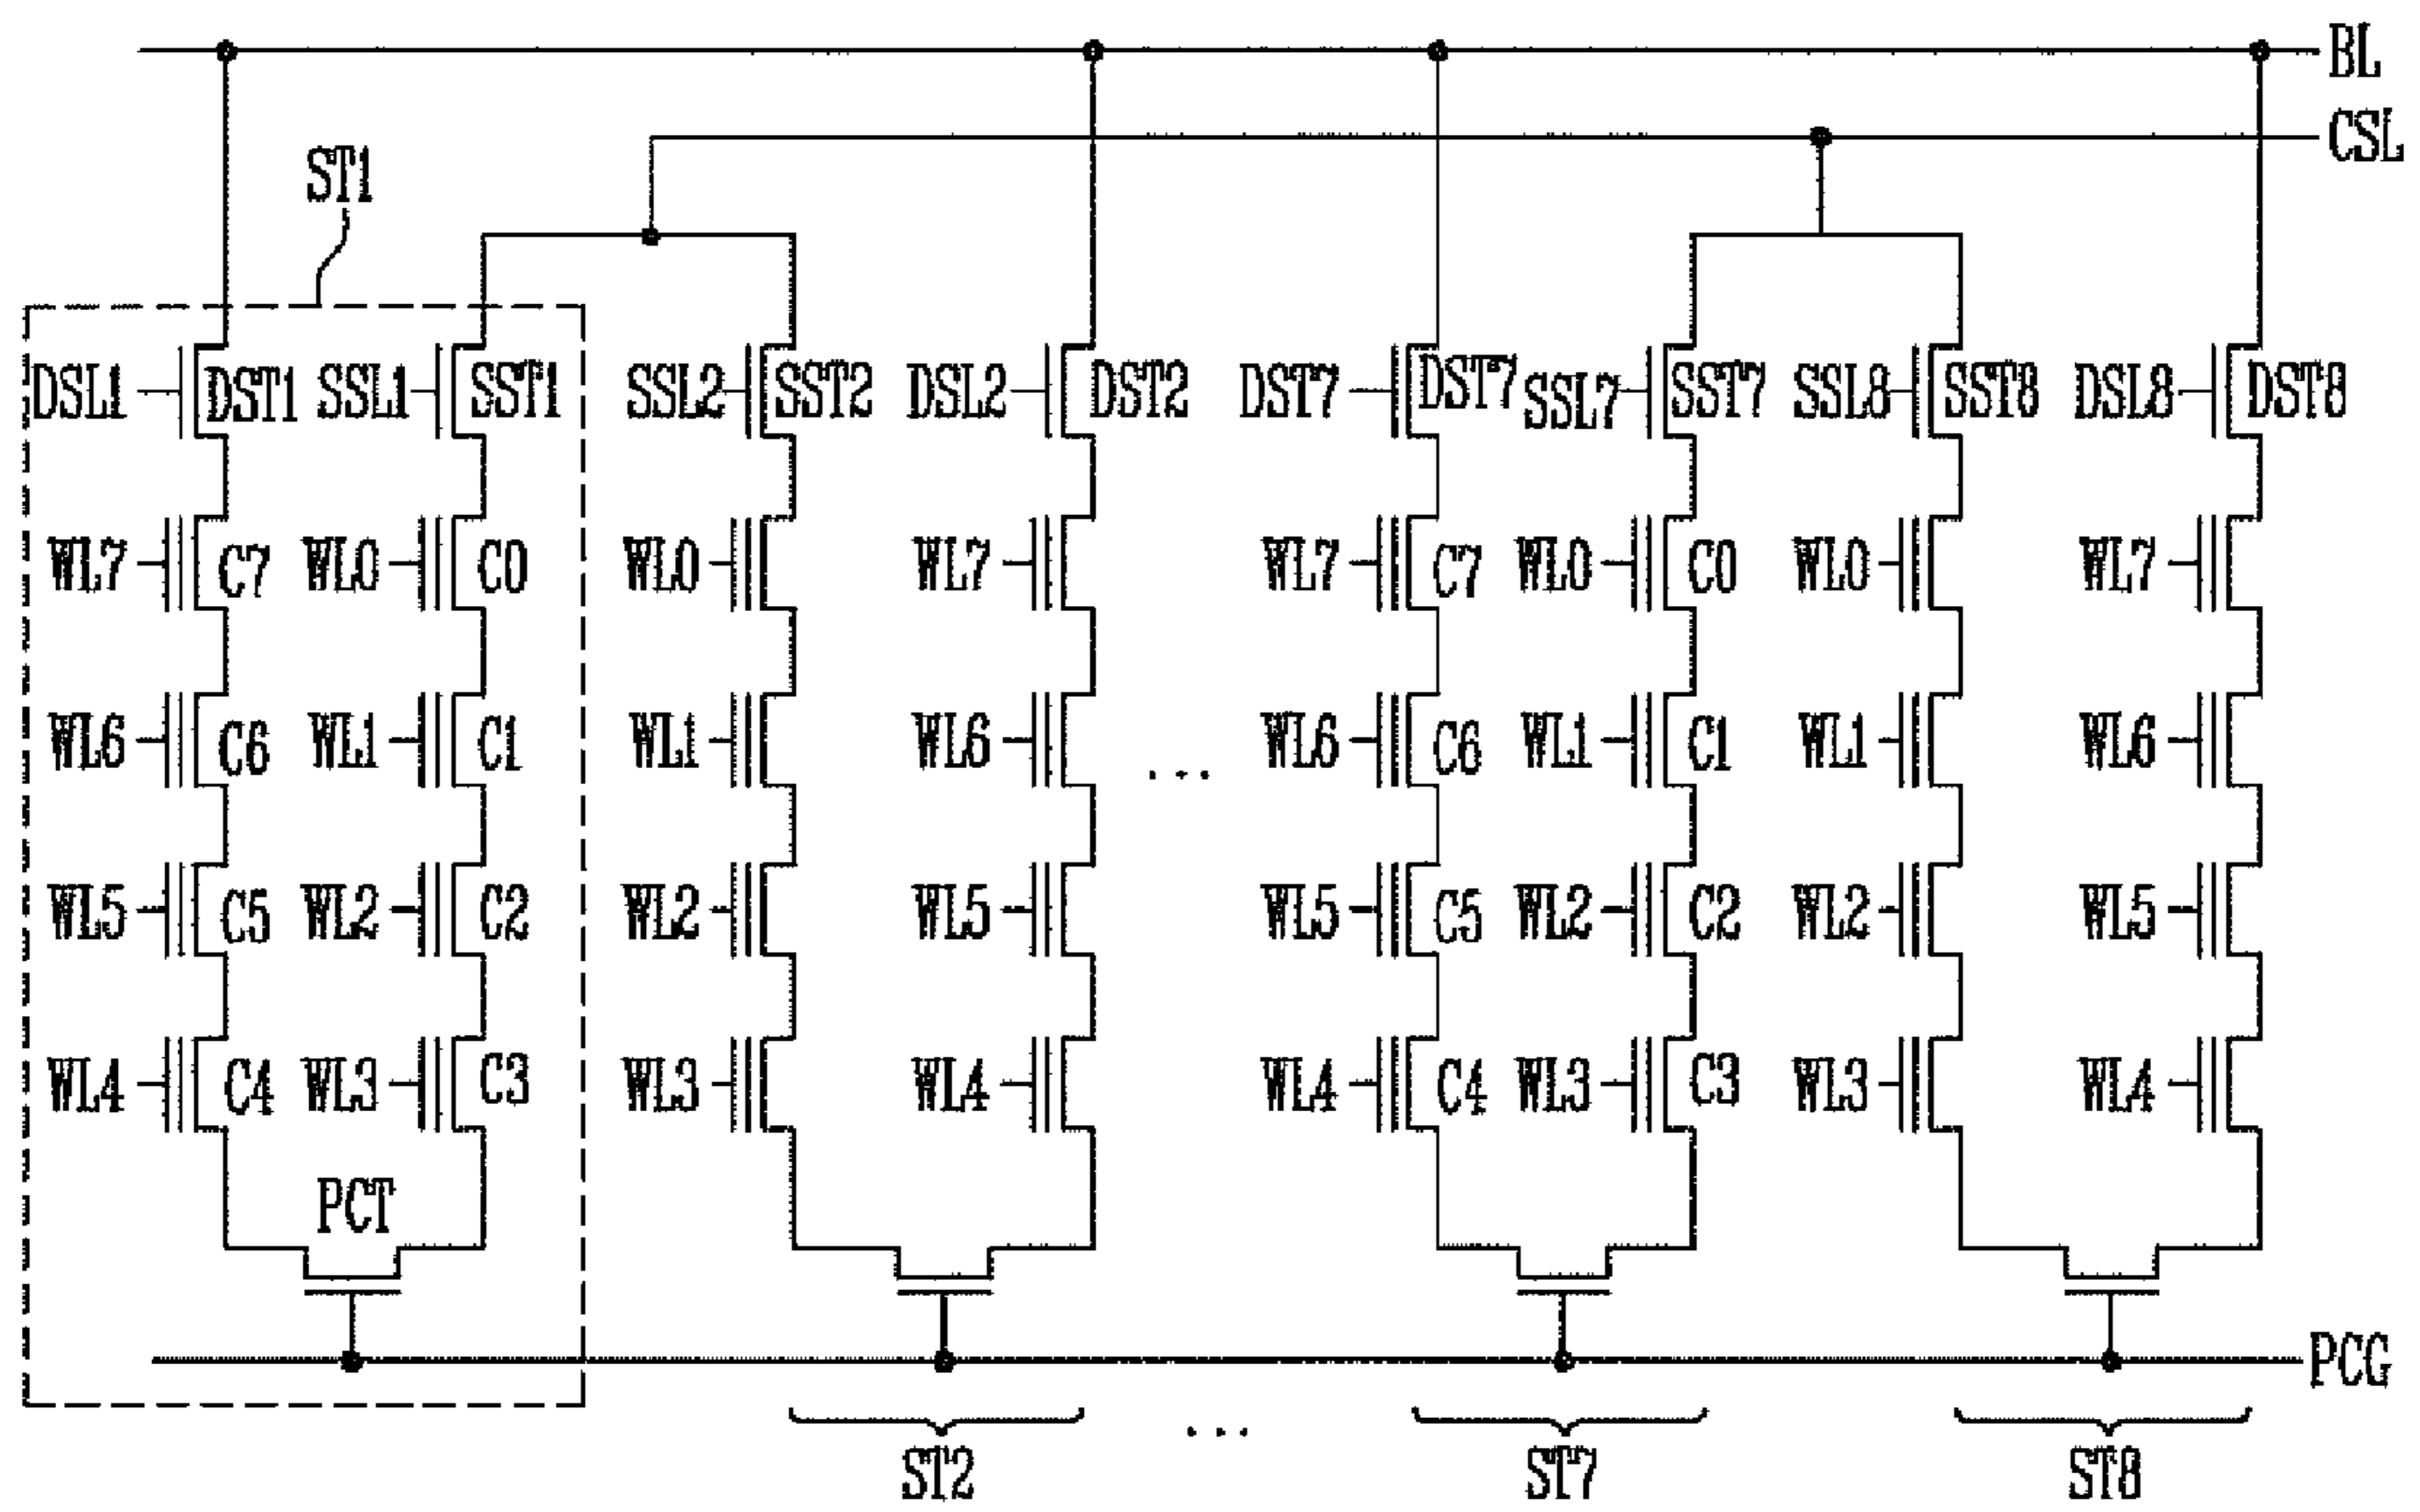 BL
CSL
ST1
DSL1 DST1 SSL1 SST1 SSL2 SST2 DSL2 DST2 DST7 DST7 SSL7 SST7 SSL8 SST8 DSL8 DST8
WL7 C7 WL0 C0 WL0 WL7 WL7 C7 WL0 C0 WL0 WL7
WL6 C6 WL1 C1 WL1 WL6 ... WL6 C6 WL1 C1 WL1 WL6
WL5 C5 WL2 C2 WL2 WL5 WL5 C5 WL2 C2 WL2 WL5
WL4 C4 WL3 C3 WL3 WL4 WL4 C4 WL3 C3 WL3 WL4
PCT
PCG
ST2 ... ST7 ST8